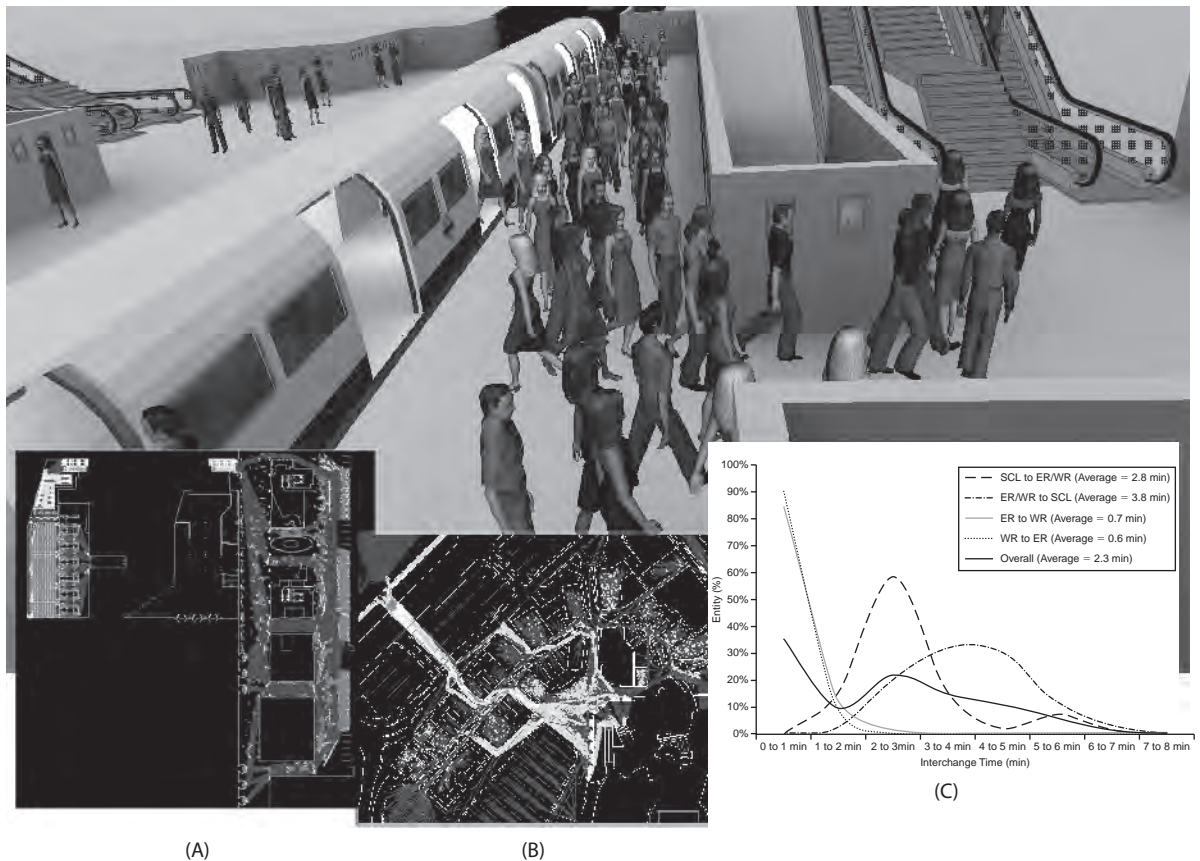 100%
90%
80%
70%
60%
50%
40%
30%
20%
10%
0%
Entity (%)
SCL to ER/WR (Average = 2.8 min)
ER/WR to SCL (Average = 3.8 min)
ER to WR (Average = 0.7 min)
WR to ER (Average = 0.6 min)
Overall (Average = 2.3 min)
0 to 1 min 1 to 2 min 2 to 3min 3 to 4 min 4 to 5 min 5 to 6 min 6 to 7 min 7 to 8 min
Interchange Time (min)
(C)
(A) (B)